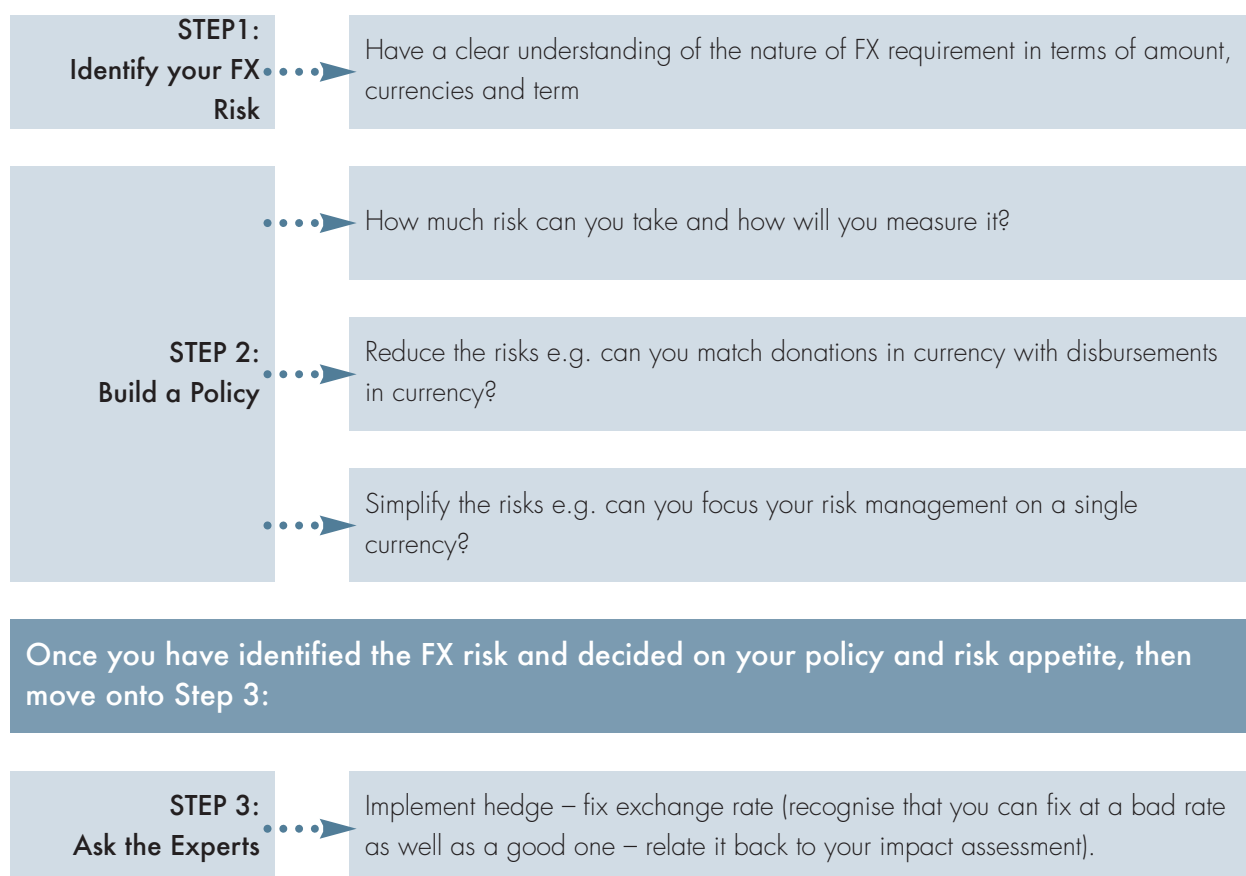 STEP1:
Identify your FX
Risk
Have a clear understanding of the nature of FX requirement in terms of amount,
currencies and term
How much risk can you take and how will you measure it?
STEP 2:
Build a Policy
Reduce the risks e.g. can you match donations in currency with disbursements
in currency?
Simplify the risks e.g. can you focus your risk management on a single
currency?
Once you have identified the FX risk and decided on your policy and risk appetite, then
move onto Step 3:
STEP 3:
Ask the Experts
Implement hedge – fix exchange rate (recognise that you can fix at a bad rate
as well as a good one – relate it back to your impact assessment).